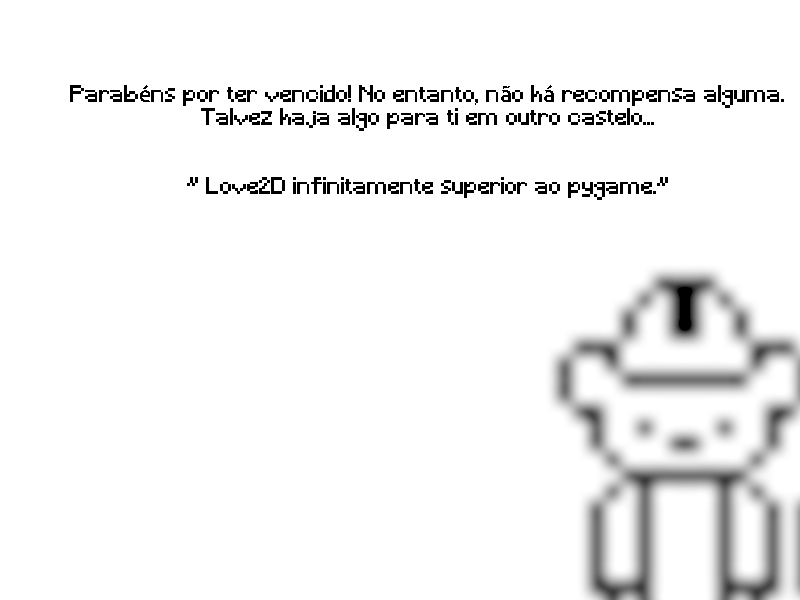 Parabéns por ter vencido! No entanto, não há recompensa alguma.
Talvez haja algo para ti em outro castelo...
" Love2D infinitamente superior ao pygame."